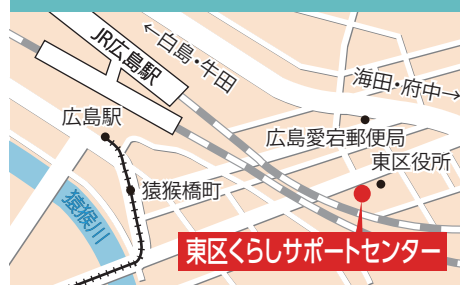 JR広島駅
←白島・牛田
海田・府中→
広島駅
広島愛宕郵便局
東区役所
猿猴橋町
猿猴川
東区くらしサポートセンター